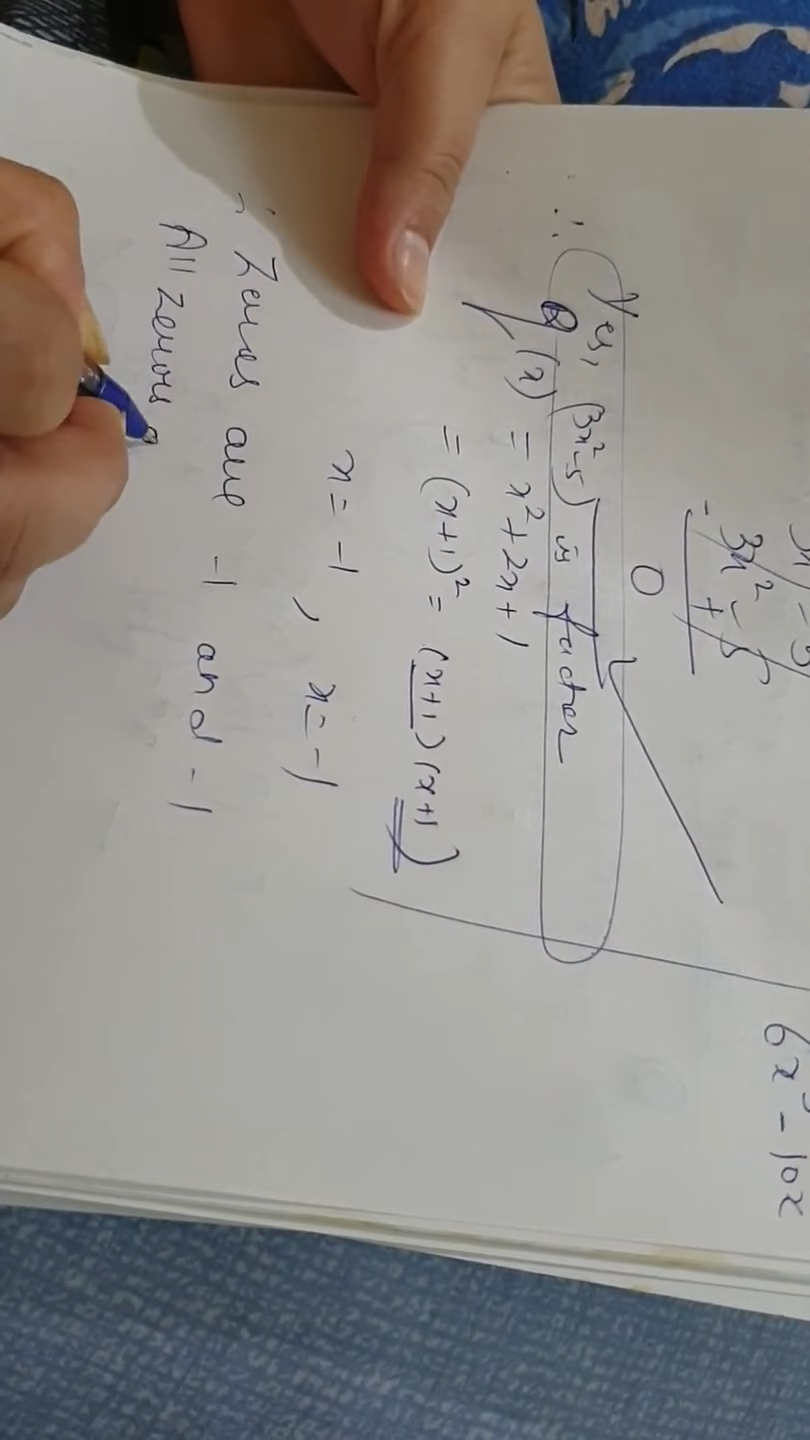 3x² - 5
- +
0
6x³ - 10x
∴ Yes, (3x²-5) is factor
q(x) = x² + 2x + 1
= (x+1)² = (x+1) (x+1)
x = -1 , x = -1
∴ Zeroes are -1 and -1
All zeroes